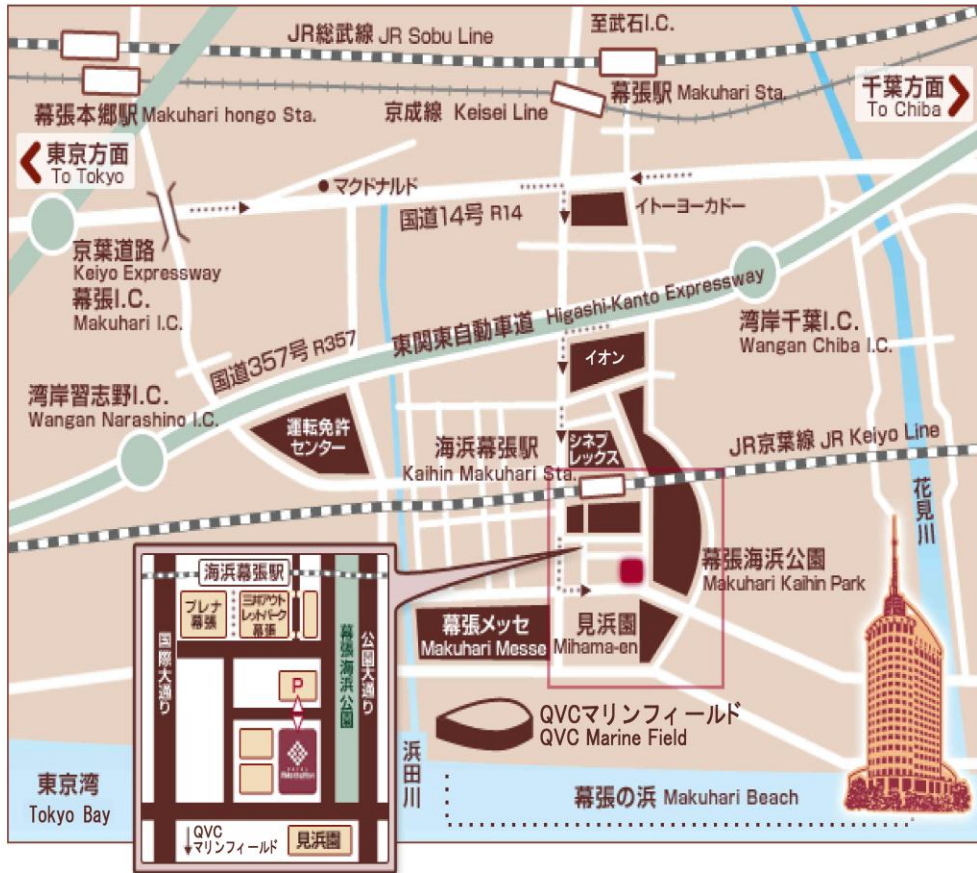 JR総武線 JR Sobu Line
至武石I.C.
幕張本郷駅 Makuhari hongo Sta.
京成線 Keisei Line
幕張駅 Makuhari Sta.
千葉方面
To Chiba
東京方面
To Tokyo
マクドナルド
国道14号 R14
イトーヨーカドー
京葉道路
Keiyo Expressway
幕張I.C.
Makuhari I.C.
東関東自動車道 Higashi-Kanto Expressway
国道357号 R357
湾岸千葉I.C.
Wangan Chiba I.C.
イオン
湾岸習志野I.C.
Wangan Narashino I.C.
運転免許
センター
海浜幕張駅
Kaihin Makuhari Sta.
シネプ
レックス
JR京葉線 JR Keiyo Line
花見川
幕張海浜公園
Makuhari Kaihin Park
幕張メッセ
Makuhari Messe
見浜園
Mihama-en
QVCマリンフィールド
QVC Marine Field
浜田川
東京湾
Tokyo Bay
幕張の浜 Makuhari Beach
海浜幕張駅
プレナ
幕張
三井アウト
レットパーク
幕張
国際大通り
幕張海浜公園
公園大通り
P
QVC
マリンフィールド
見浜園